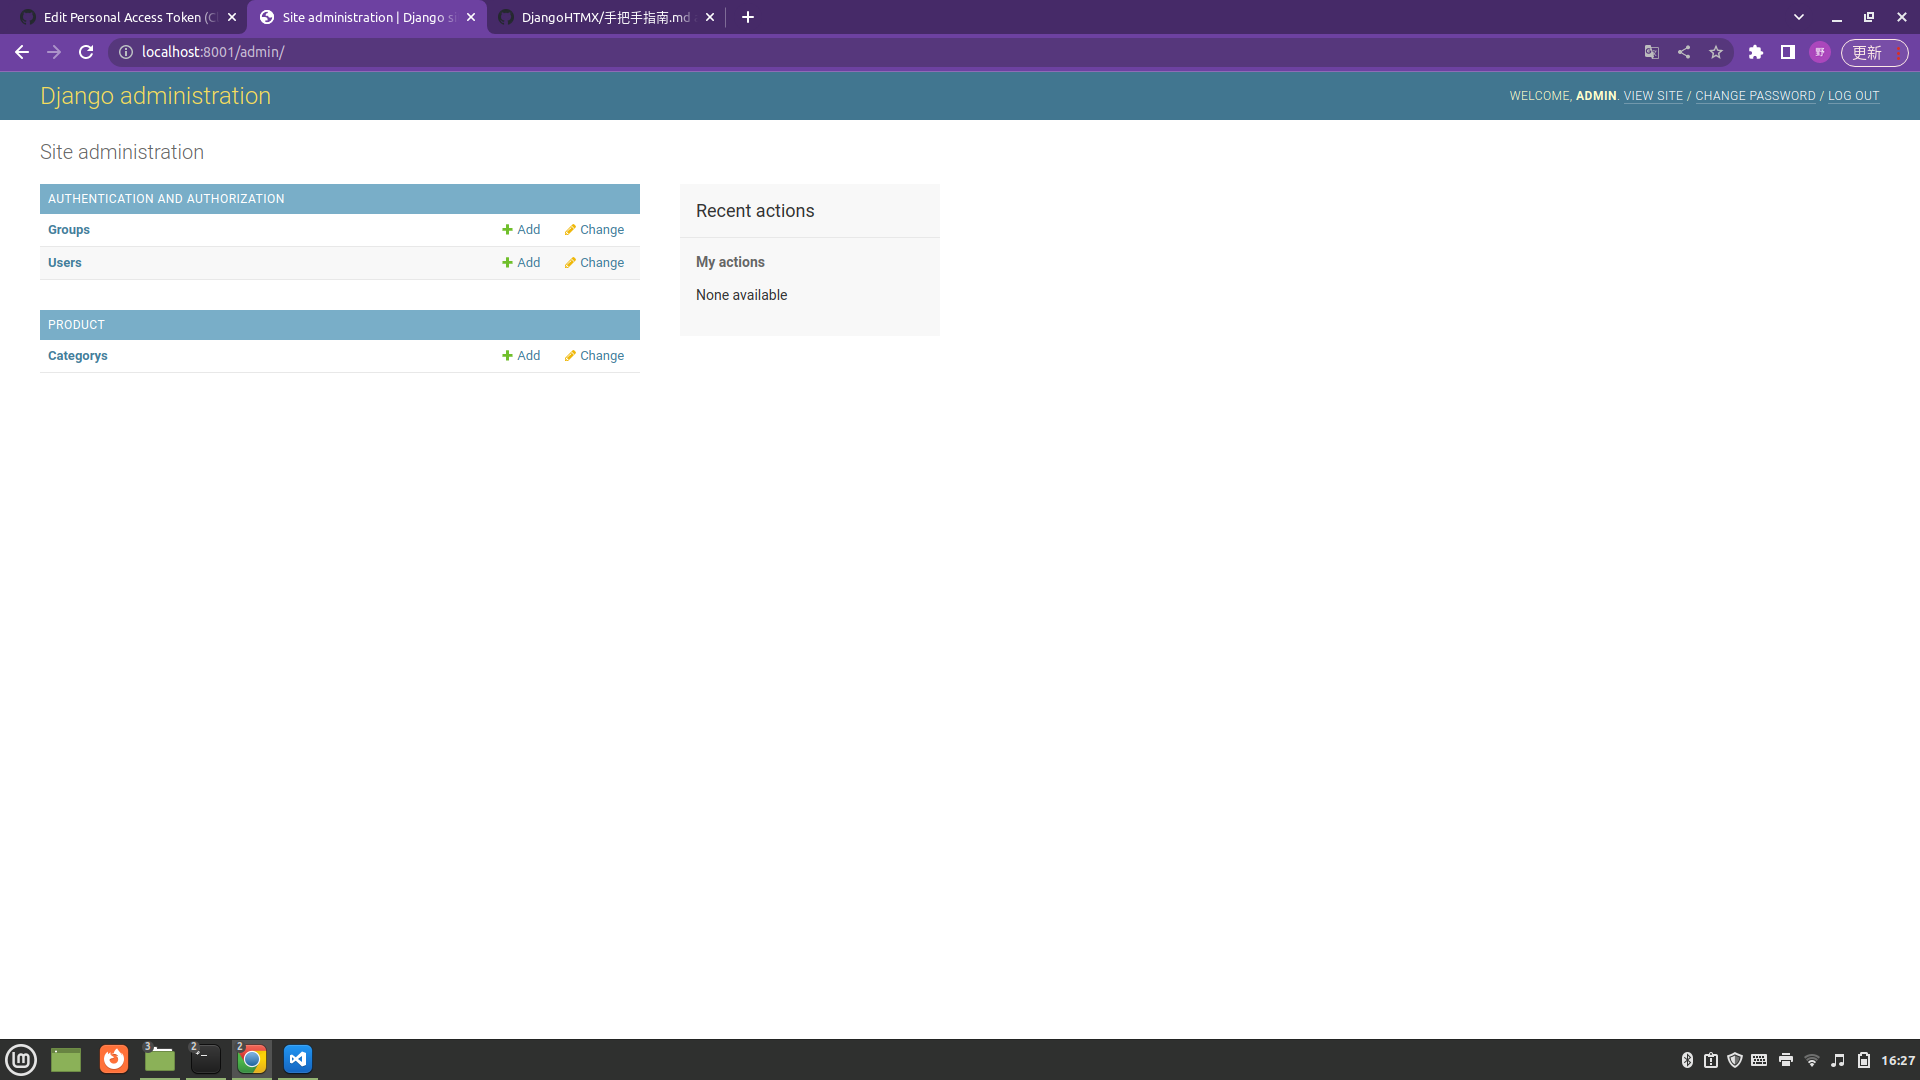 Edit Personal Access Token (C
Site administration | Django s
DjangoHTMX/手把手指南.md
localhost:8001/admin/
野
更新
Django administration
WELCOME, ADMIN. VIEW SITE / CHANGE PASSWORD / LOG OUT
Site administration
AUTHENTICATION AND AUTHORIZATION
Groups Add Change
Users Add Change
PRODUCT
Categorys Add Change
Recent actions
My actions
None available
3
2
2
16:27